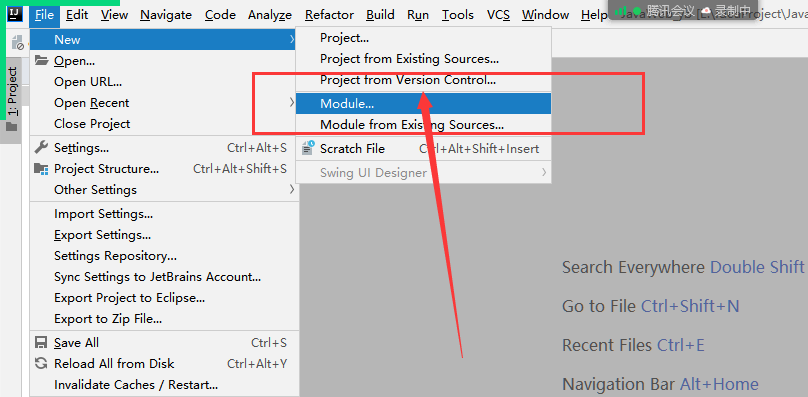 IJ File Edit View Navigate Code Analyze Refactor Build Run Tools VCS Window Help
腾讯会议 录制中
1: Project
New
Open...
Open URL...
Open Recent
Close Project
Settings... Ctrl+Alt+S
Project Structure... Ctrl+Alt+Shift+S
Other Settings
Import Settings...
Export Settings...
Settings Repository...
Sync Settings to JetBrains Account...
Export Project to Eclipse...
Export to Zip File...
Save All Ctrl+S
Reload All from Disk Ctrl+Alt+Y
Invalidate Caches / Restart...
Project...
Project from Existing Sources...
Project from Version Control...
Module...
Module from Existing Sources...
Scratch File Ctrl+Alt+Shift+Insert
Swing UI Designer
Search Everywhere Double Shift
Go to File Ctrl+Shift+N
Recent Files Ctrl+E
Navigation Bar Alt+Home